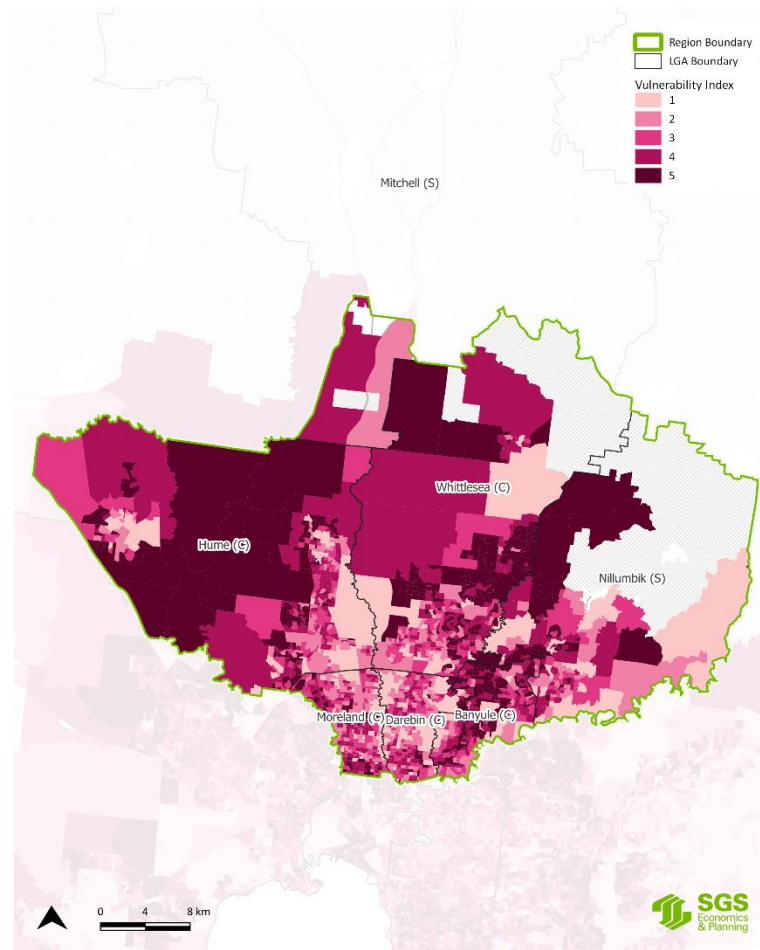 Region Boundary
LGA Boundary
Vulnerability Index
1
2
3
4
5
Mitchell (S)
Whittlesea (C)
Hume (C)
Nillumbik (S)
Moreland (C)
Darebin (C)
Banyule (C)
0 4 8 km
SGS
Economics
& Planning